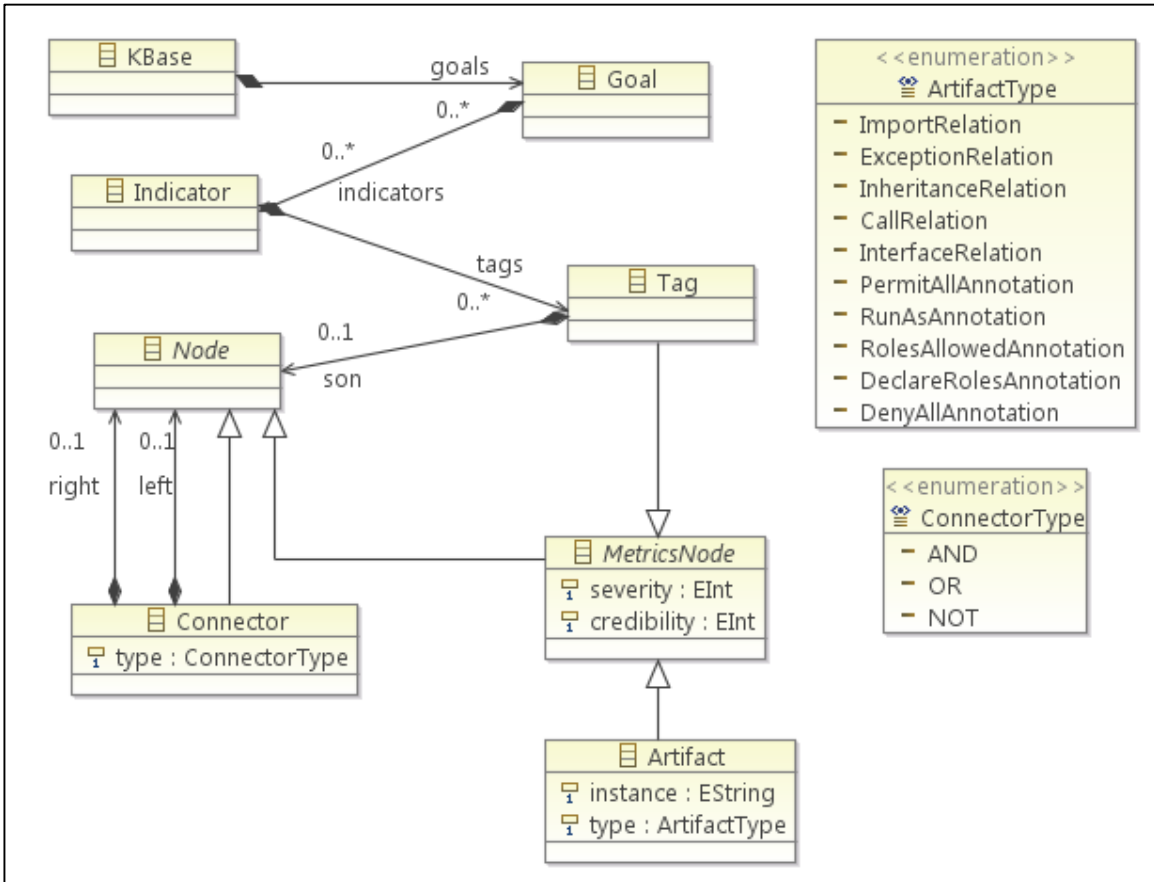 KBase
goals
0..*
Goal
0..*
indicators
Indicator
tags
0..*
Tag
0..1
son
Node
0..1
right
0..1
left
Connector
type : ConnectorType
MetricsNode
severity : EInt
credibility : EInt
Artifact
instance : EString
type : ArtifactType
<<enumeration>>
ArtifactType
ImportRelation
ExceptionRelation
InheritanceRelation
CallRelation
InterfaceRelation
PermitAllAnnotation
RunAsAnnotation
RolesAllowedAnnotation
DeclareRolesAnnotation
DenyAllAnnotation
<<enumeration>>
ConnectorType
AND
OR
NOT